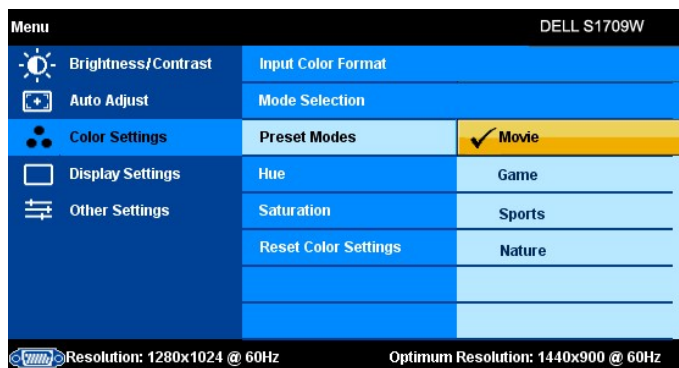 Menu DELL S1709W
Brightness/Contrast Input Color Format
Auto Adjust Mode Selection
Color Settings Preset Modes Movie
Display Settings Hue Game
Other Settings Saturation Sports
Reset Color Settings Nature
Resolution: 1280x1024 @ 60Hz Optimum Resolution: 1440x900 @ 60Hz